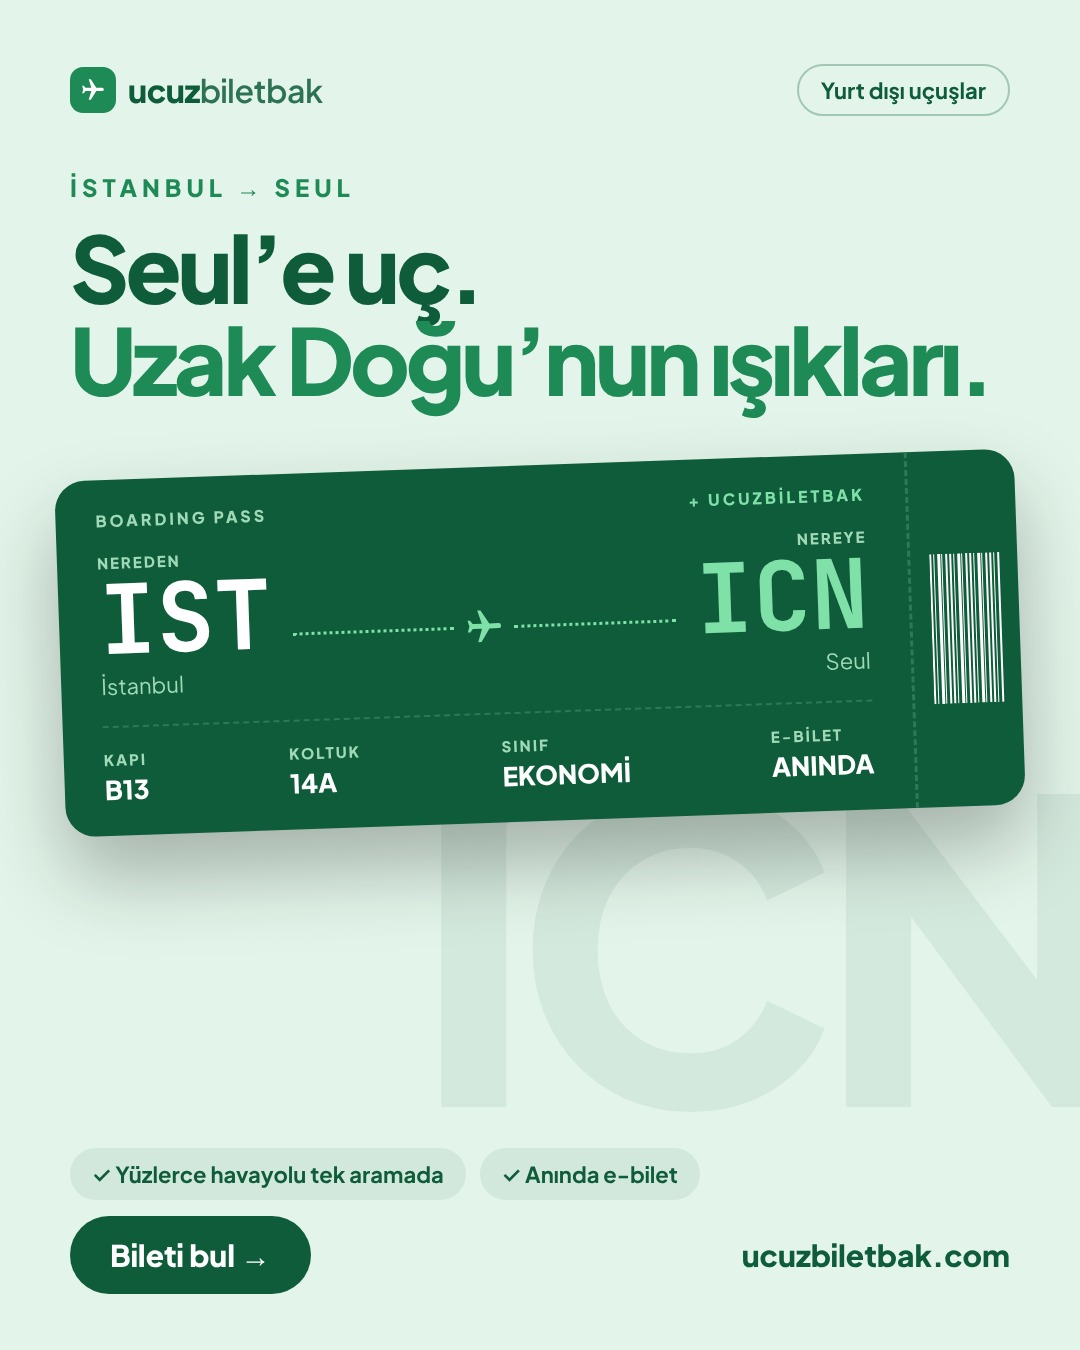 ucuzbiletbak
Yurt dışı uçuşlar
İSTANBUL → SEUL
Seul’e uç.
Uzak Doğu’nun ışıkları.
BOARDING PASS
+ UCUZBİLETBAK
NEREDEN
NEREYE
IST
ICN
İstanbul
Seul
KAPI
KOLTUK
SINIF
E-BİLET
B13
14A
EKONOMİ
ANINDA
ICN
✓ Yüzlerce havayolu tek aramada
✓ Anında e-bilet
Bileti bul →
ucuzbiletbak.com